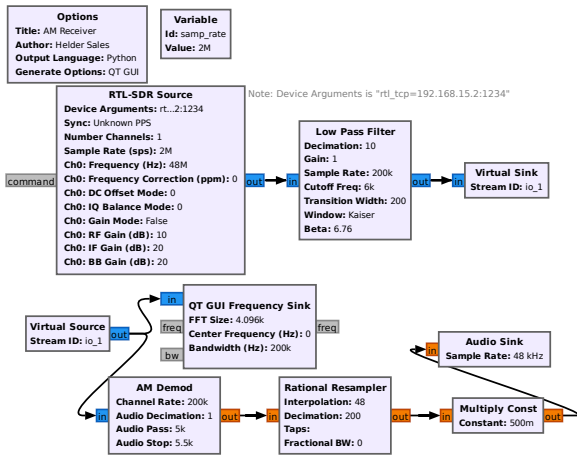 Options
Title: AM Receiver
Author: Helder Sales
Output Language: Python
Generate Options: QT GUI
Variable
Id: samp_rate
Value: 2M
RTL-SDR Source
Device Arguments: rt...2:1234
Sync: Unknown PPS
Number Channels: 1
Sample Rate (sps): 2M
Ch0: Frequency (Hz): 48M
Ch0: Frequency Correction (ppm): 0
Ch0: DC Offset Mode: 0
Ch0: IQ Balance Mode: 0
Ch0: Gain Mode: False
Ch0: RF Gain (dB): 10
Ch0: IF Gain (dB): 20
Ch0: BB Gain (dB): 20
command
out
Note: Device Arguments is "rtl_tcp=192.168.15.2:1234"
in
Low Pass Filter
Decimation: 10
Gain: 1
Sample Rate: 200k
Cutoff Freq: 6k
Transition Width: 200
Window: Kaiser
Beta: 6.76
out
in
Virtual Sink
Stream ID: io_1
Virtual Source
Stream ID: io_1
out
in
freq
bw
QT GUI Frequency Sink
FFT Size: 4.096k
Center Frequency (Hz): 0
Bandwidth (Hz): 200k
freq
in
Audio Sink
Sample Rate: 48 kHz
in
AM Demod
Channel Rate: 200k
Audio Decimation: 1
Audio Pass: 5k
Audio Stop: 5.5k
out
in
Rational Resampler
Interpolation: 48
Decimation: 200
Taps:
Fractional BW: 0
out
in
Multiply Const
Constant: 500m
out